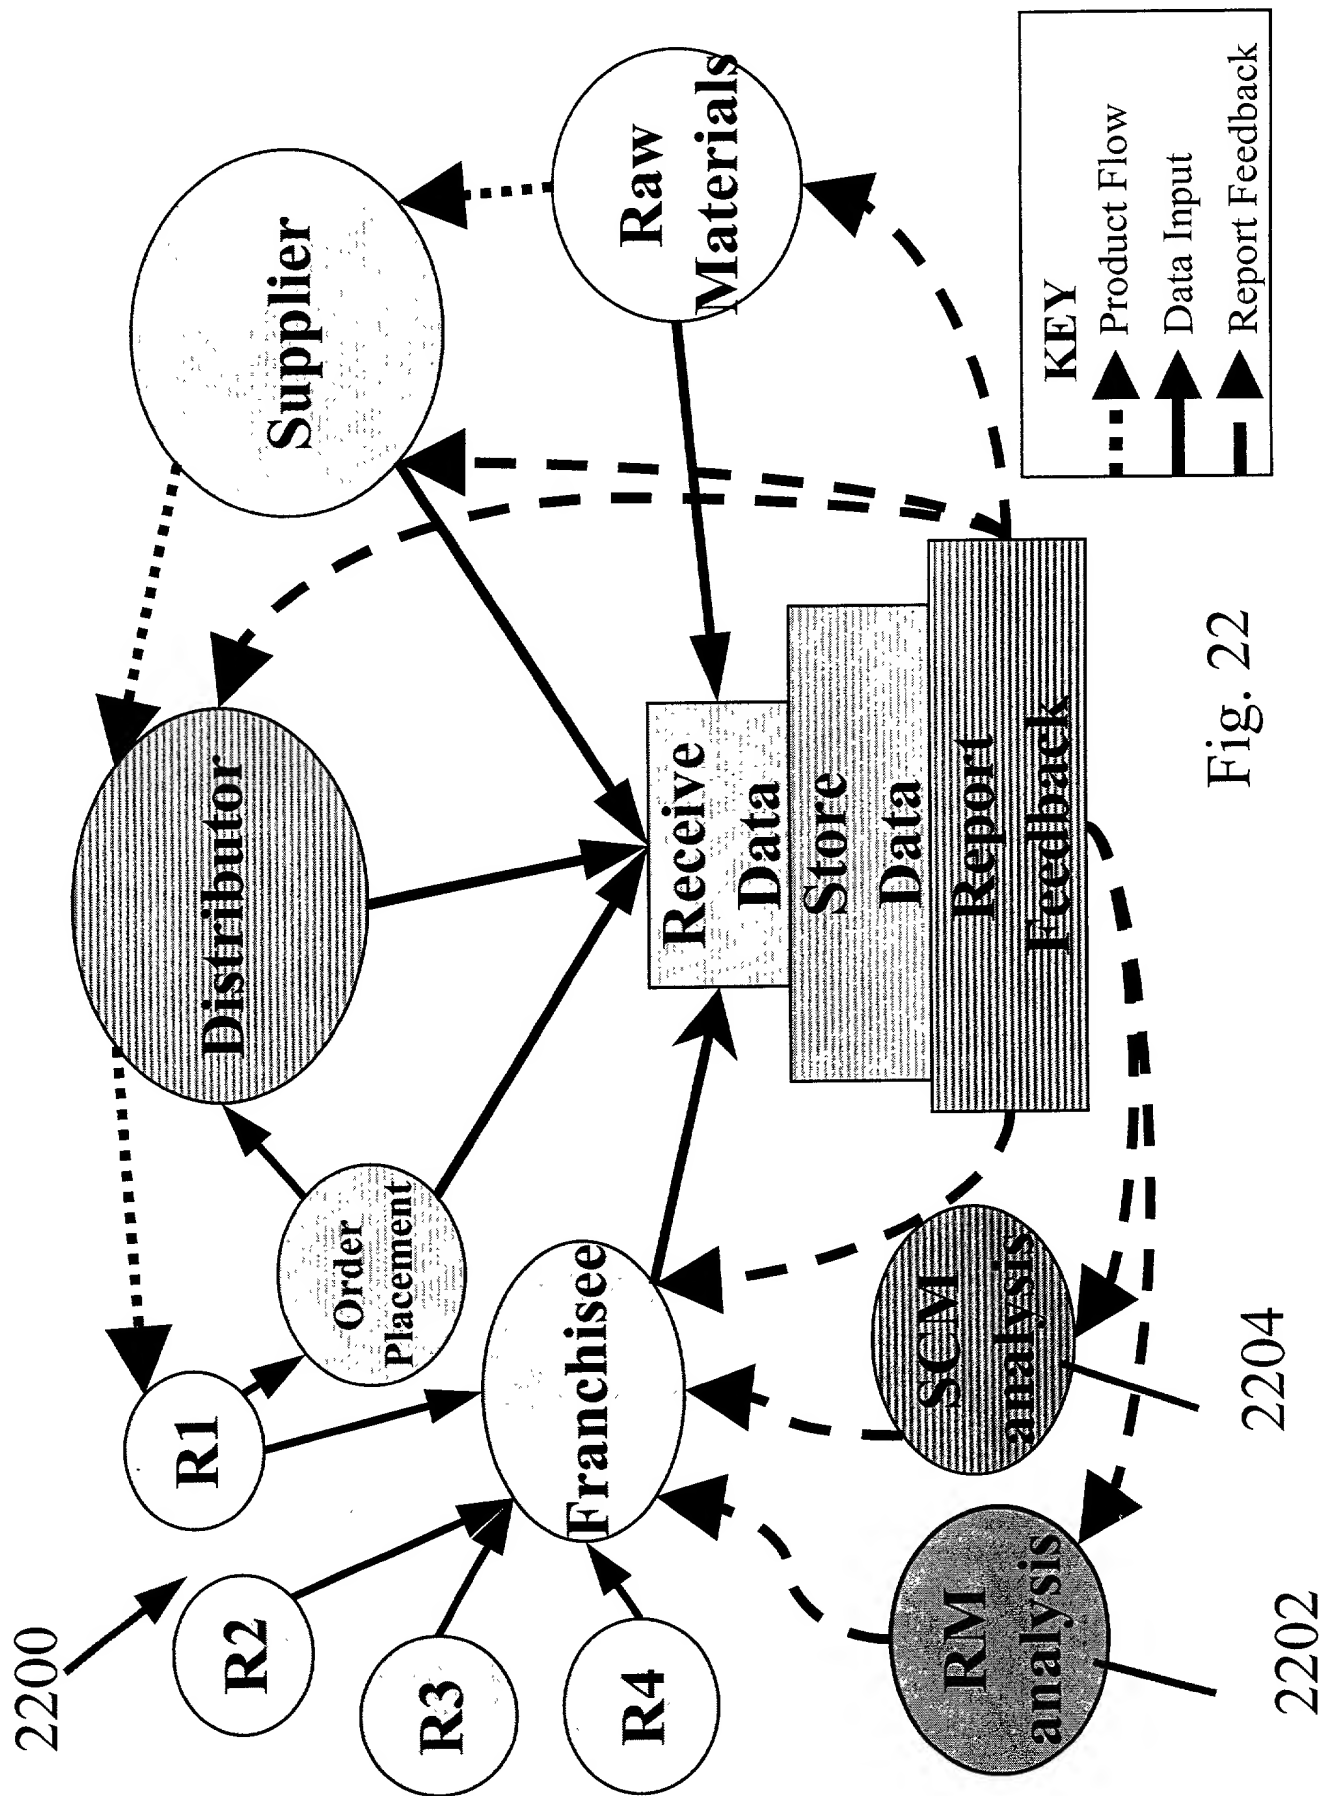 2200
R1
R2
R3
R4
Order
Placement
Distributor
Supplier
Raw
Materials
Franchisee
Receive
Data
Store
Data
Report
Feedback
RM
analysis
SCM
analysis
2202
2204
KEY
Product Flow
Data Input
Report Feedback
Fig. 22